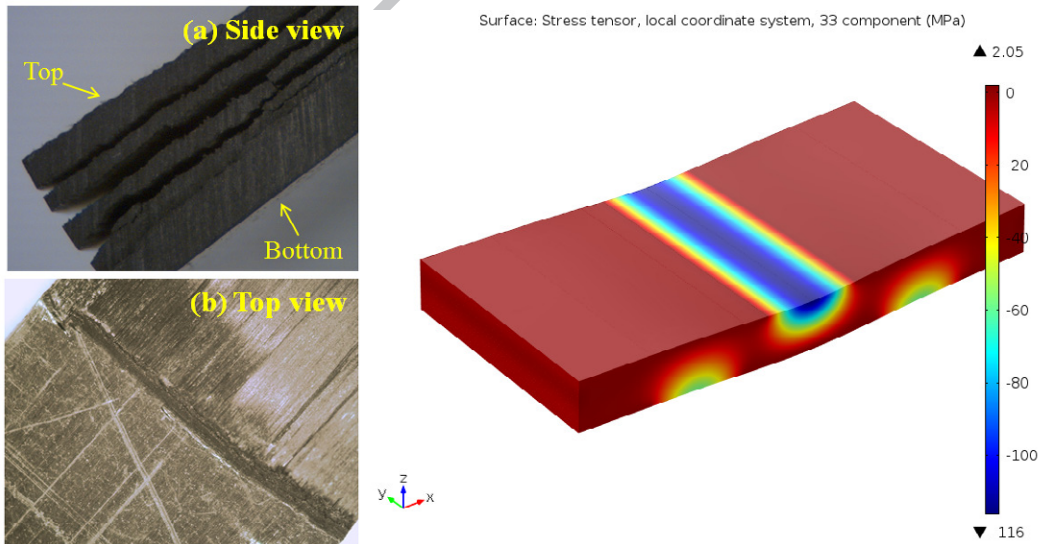 (a) Side view
Top
Bottom
(b) Top view
Surface: Stress tensor, local coordinate system, 33 component (MPa)
▲ 2.05
0
20
-40
-60
-80
-100
▼ 116
z
y
x